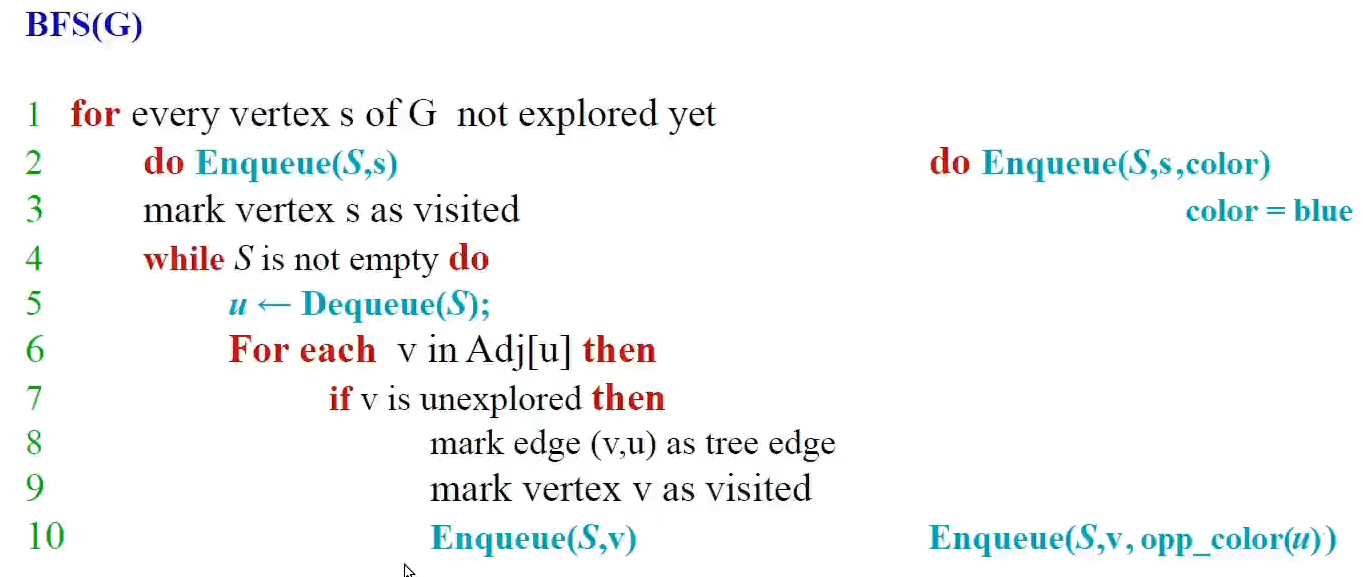 BFS(G)
1 for every vertex s of G not explored yet
2 do Enqueue(S,s) do Enqueue(S,s,color)
3 mark vertex s as visited color = blue
4 while S is not empty do
5 u ← Dequeue(S);
6 For each v in Adj[u] then
7 if v is unexplored then
8 mark edge (v,u) as tree edge
9 mark vertex v as visited
10 Enqueue(S,v) Enqueue(S,v, opp_color(u))